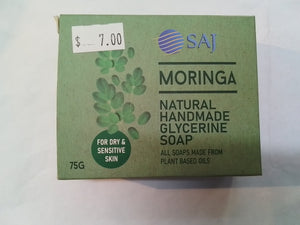 $ 7.00
SAJ
MORINGA
NATURAL
HANDMADE
GLYCERINE
SOAP
ALL SOAPS MADE FROM
PLANT BASED OILS
FOR DRY &
SENSITIVE
SKIN
75G